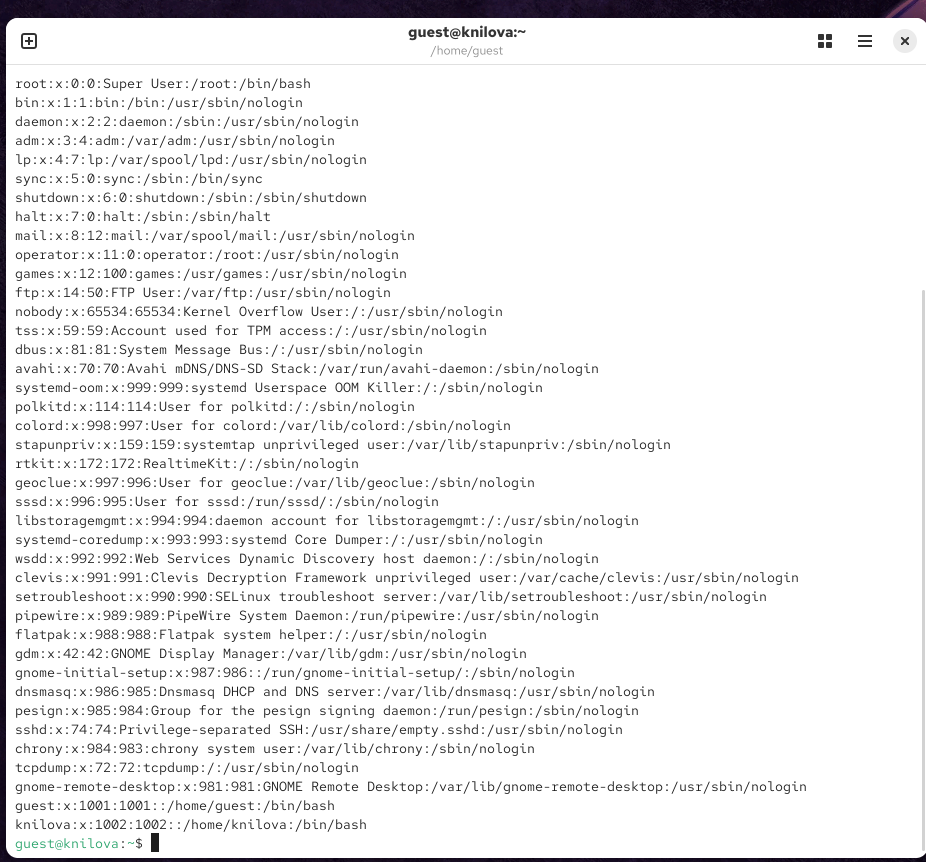 guest@knilova:~
/home/guest
root:x:0:0:Super User:/root:/bin/bash
bin:x:1:1:bin:/bin:/usr/sbin/nologin
daemon:x:2:2:daemon:/sbin:/usr/sbin/nologin
adm:x:3:4:adm:/var/adm:/usr/sbin/nologin
lp:x:4:7:lp:/var/spool/lpd:/usr/sbin/nologin
sync:x:5:0:sync:/sbin:/bin/sync
shutdown:x:6:0:shutdown:/sbin:/sbin/shutdown
halt:x:7:0:halt:/sbin:/sbin/halt
mail:x:8:12:mail:/var/spool/mail:/usr/sbin/nologin
operator:x:11:0:operator:/root:/usr/sbin/nologin
games:x:12:100:games:/usr/games:/usr/sbin/nologin
ftp:x:14:50:FTP User:/var/ftp:/usr/sbin/nologin
nobody:x:65534:65534:Kernel Overflow User:/:/usr/sbin/nologin
tss:x:59:59:Account used for TPM access:/:/usr/sbin/nologin
dbus:x:81:81:System Message Bus:/:/usr/sbin/nologin
avahi:x:70:70:Avahi mDNS/DNS-SD Stack:/var/run/avahi-daemon:/sbin/nologin
systemd-oom:x:999:999:systemd Userspace OOM Killer:/:/usr/sbin/nologin
polkitd:x:114:114:User for polkitd:/:/sbin/nologin
colord:x:998:997:User for colord:/var/lib/colord:/sbin/nologin
stapunpriv:x:159:159:systemtap unprivileged user:/var/lib/stapunpriv:/sbin/nologin
rtkit:x:172:172:RealtimeKit:/:/sbin/nologin
geoclue:x:997:996:User for geoclue:/var/lib/geoclue:/sbin/nologin
sssd:x:996:995:User for sssd:/run/sssd/:/sbin/nologin
libstoragemgmt:x:994:994:daemon account for libstoragemgmt:/:/usr/sbin/nologin
systemd-coredump:x:993:993:systemd Core Dumper:/:/usr/sbin/nologin
wsdd:x:992:992:Web Services Dynamic Discovery host daemon:/:/sbin/nologin
clevis:x:991:991:Clevis Decryption Framework unprivileged user:/var/cache/clevis:/usr/sbin/nologin
setroubleshoot:x:990:990:SELinux troubleshoot server:/var/lib/setroubleshoot:/usr/sbin/nologin
pipewire:x:989:989:PipeWire System Daemon:/run/pipewire:/usr/sbin/nologin
flatpak:x:988:988:Flatpak system helper:/:/usr/sbin/nologin
gdm:x:42:42:GNOME Display Manager:/var/lib/gdm:/usr/sbin/nologin
gnome-initial-setup:x:987:986::/run/gnome-initial-setup/:/sbin/nologin
dnsmasq:x:986:985:Dnsmasq DHCP and DNS server:/var/lib/dnsmasq:/usr/sbin/nologin
pesign:x:985:984:Group for the pesign signing daemon:/run/pesign:/sbin/nologin
sshd:x:74:74:Privilege-separated SSH:/usr/share/empty.sshd:/usr/sbin/nologin
chrony:x:984:983:chrony system user:/var/lib/chrony:/sbin/nologin
tcpdump:x:72:72:tcpdump:/:/usr/sbin/nologin
gnome-remote-desktop:x:981:981:GNOME Remote Desktop:/var/lib/gnome-remote-desktop:/usr/sbin/nologin
guest:x:1001:1001::/home/guest:/bin/bash
knilova:x:1002:1002::/home/knilova:/bin/bash
guest@knilova:~$